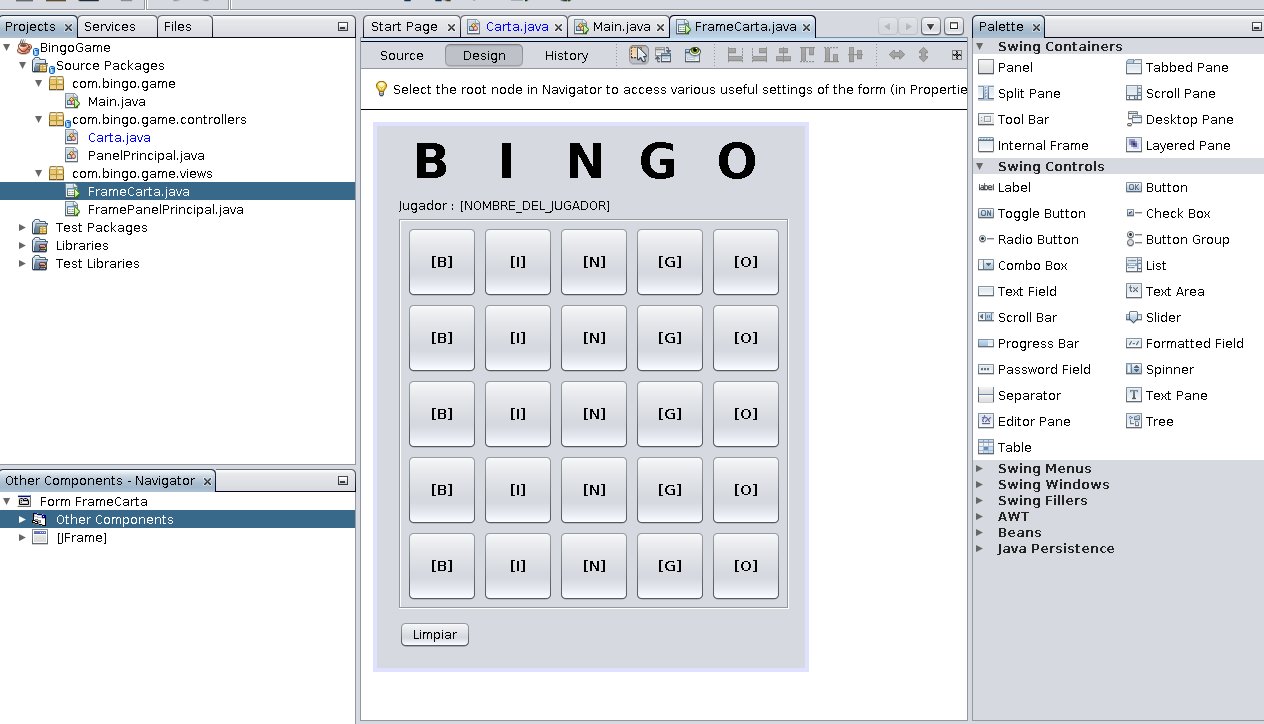 Projects
Services
Files
BingoGame
Source Packages
com.bingo.game
Main.java
com.bingo.game.controllers
Carta.java
PanelPrincipal.java
com.bingo.game.views
FrameCarta.java
FramePanelPrincipal.java
Test Packages
Libraries
Test Libraries
Other Components - Navigator
Form FrameCarta
Other Components
[JFrame]
Start Page
Carta.java
Main.java
FrameCarta.java
Source
Design
History
Select the root node in Navigator to access various useful settings of the form (in Propertie
B I N G O
Jugador : [NOMBRE_DEL_JUGADOR]
[B] [I] [N] [G] [O]
[B] [I] [N] [G] [O]
[B] [I] [N] [G] [O]
[B] [I] [N] [G] [O]
[B] [I] [N] [G] [O]
Limpiar
Palette
Swing Containers
Panel Tabbed Pane
Split Pane Scroll Pane
Tool Bar Desktop Pane
Internal Frame Layered Pane
Swing Controls
label Label OK Button
ON Toggle Button Check Box
Radio Button Button Group
Combo Box List
Text Field Text Area
Scroll Bar Slider
Progress Bar Formatted Field
Password Field Spinner
Separator Text Pane
Editor Pane Tree
Table
Swing Menus
Swing Windows
Swing Fillers
AWT
Beans
Java Persistence